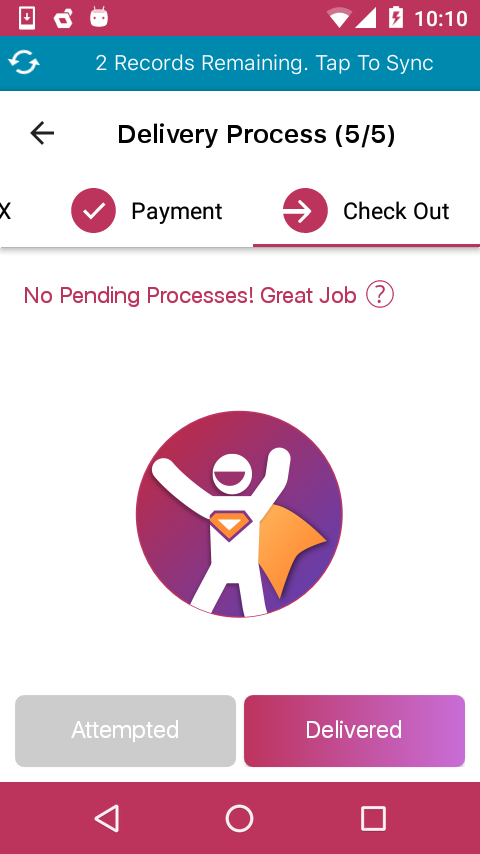 10:10
2 Records Remaining. Tap To Sync
Delivery Process (5/5)
X Payment Check Out
No Pending Processes! Great Job ?
Attempted Delivered